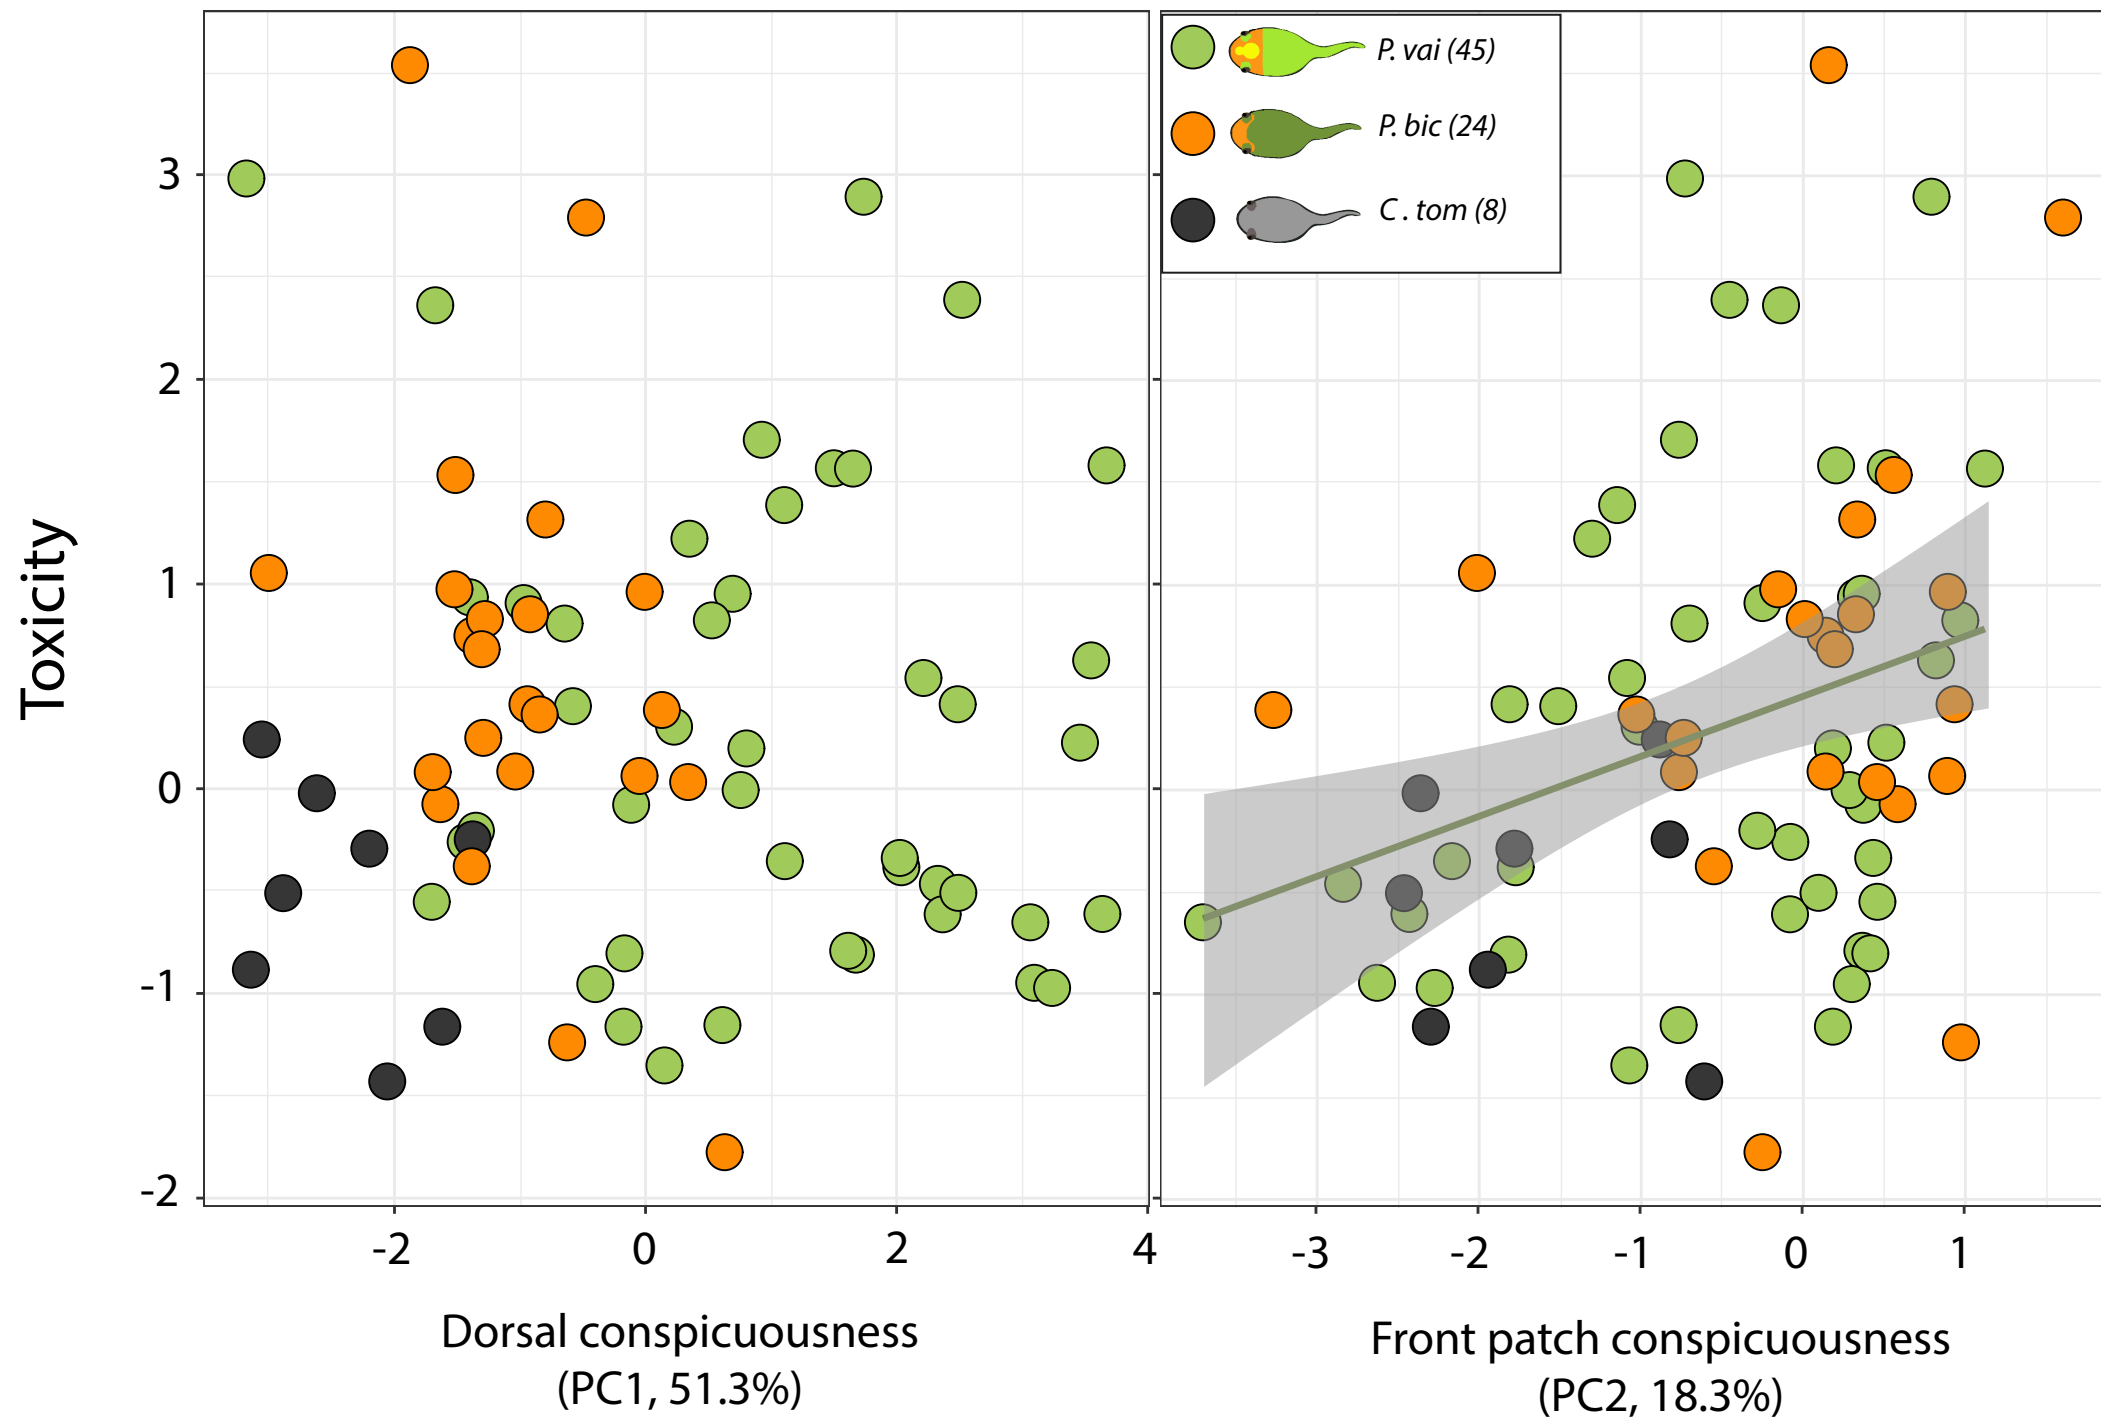 P. vai (45)
P. bic (24)
C. tom (8)
Toxicity
3
2
1
0
-1
-2
-2 0 2 4
-3 -2 -1 0 1
Dorsal conspicuousness
(PC1, 51.3%)
Front patch conspicuousness
(PC2, 18.3%)